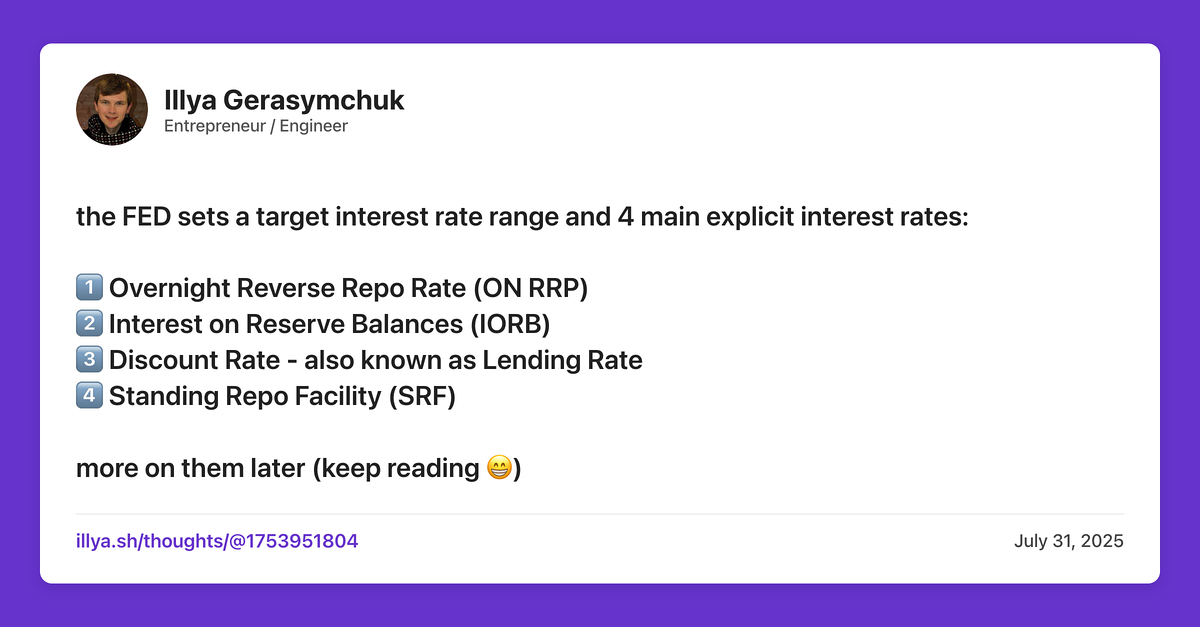 Illya Gerasymchuk
Entrepreneur / Engineer
the FED sets a target interest rate range and 4 main explicit interest rates:
1️⃣ Overnight Reverse Repo Rate (ON RRP)
2️⃣ Interest on Reserve Balances (IORB)
3️⃣ Discount Rate - also known as Lending Rate
4️⃣ Standing Repo Facility (SRF)
more on them later (keep reading 😁)
illya.sh/thoughts/@1753951804
July 31, 2025